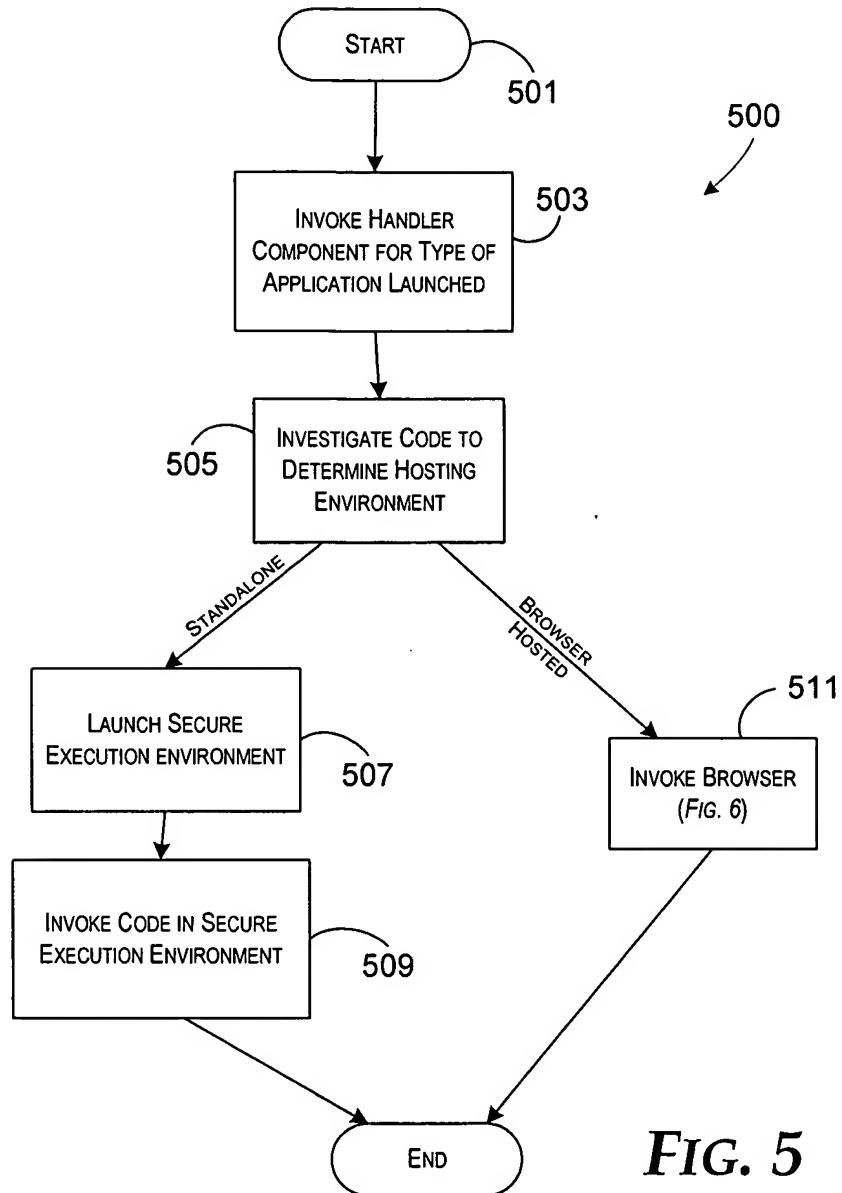 START
501
500
INVOKE HANDLER
COMPONENT FOR TYPE OF
APPLICATION LAUNCHED
503
INVESTIGATE CODE TO
DETERMINE HOSTING
ENVIRONMENT
505
STANDALONE
BROWSER
HOSTED
LAUNCH SECURE
EXECUTION ENVIRONMENT
507
INVOKE BROWSER
(FIG. 6)
511
INVOKE CODE IN SECURE
EXECUTION ENVIRONMENT
509
END
FIG. 5